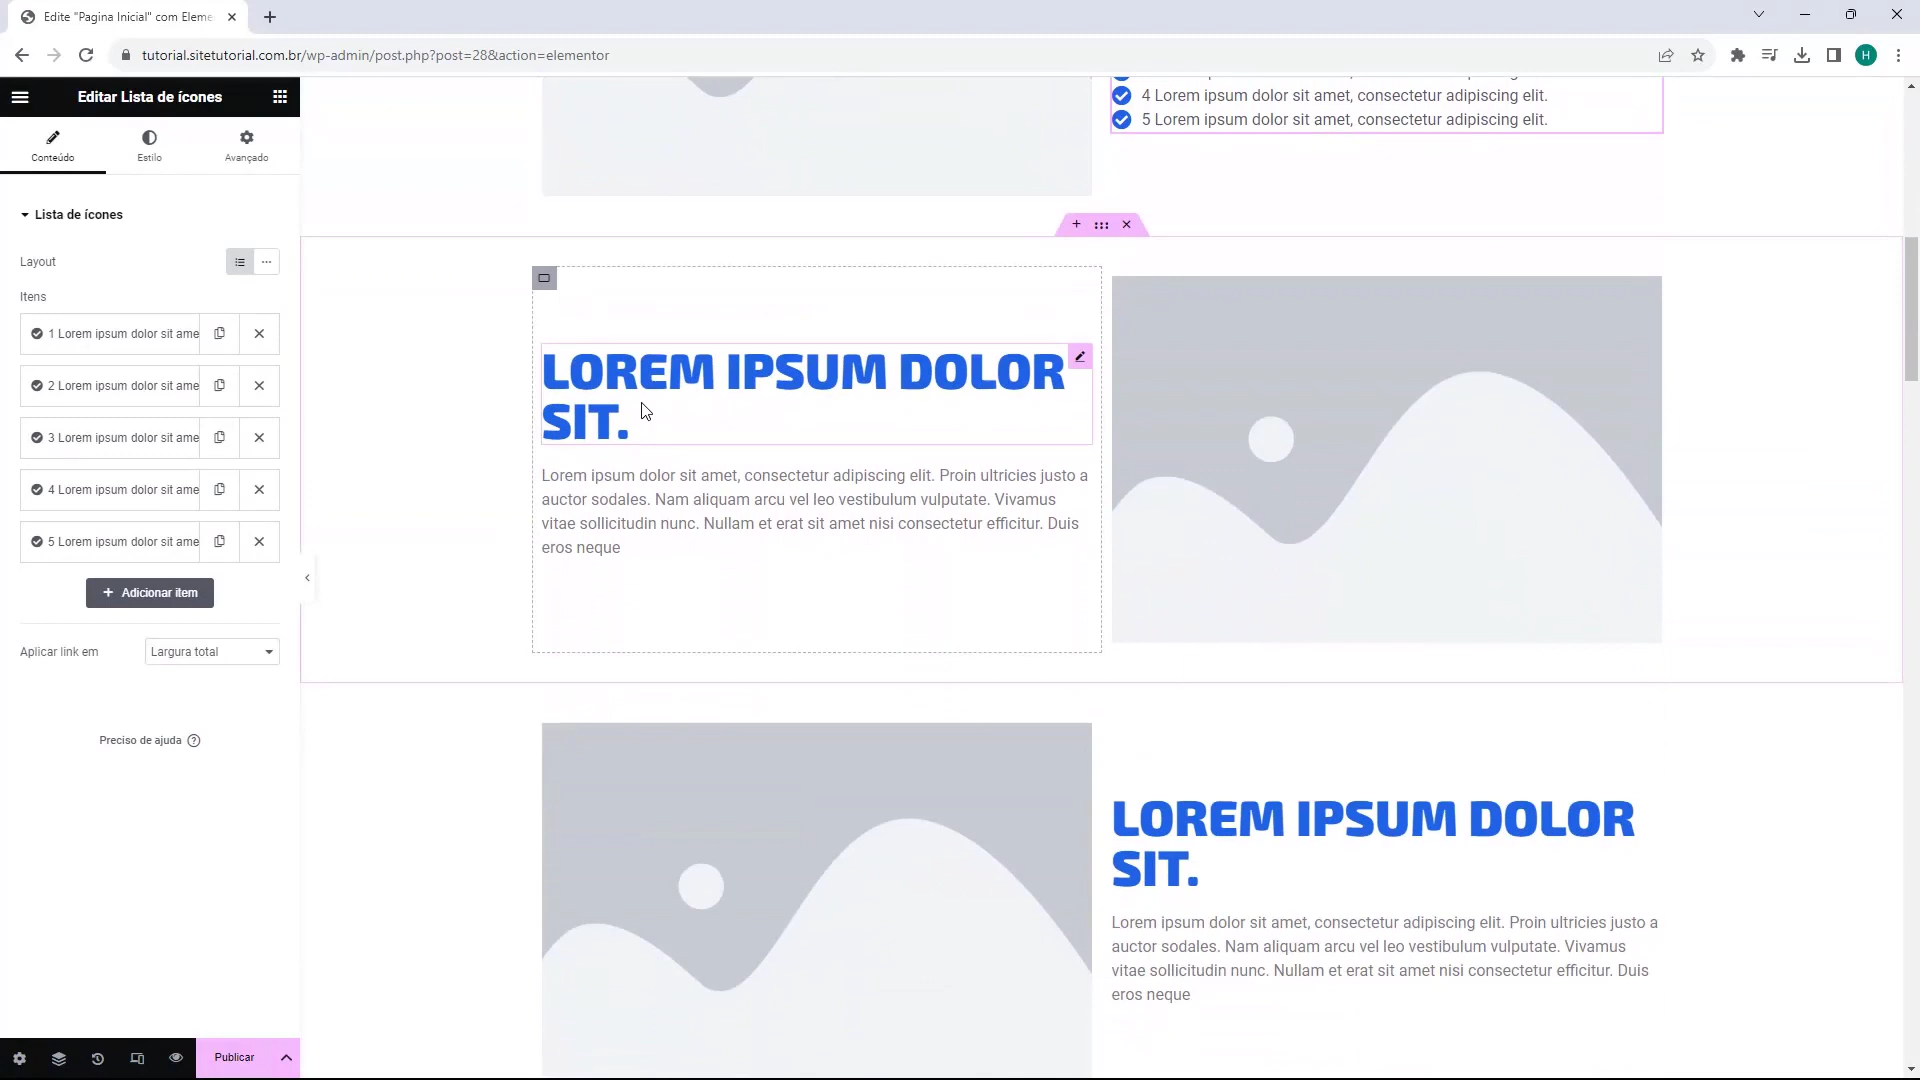 Edite "Pagina Inicial" com Eleme
tutorial.sitetutorial.com.br/wp-admin/post.php?post=28&action=elementor
H
Editar Lista de ícones
Conteúdo
Estilo
Avançado
Lista de ícones
Layout
Itens
1 Lorem ipsum dolor sit ame
2 Lorem ipsum dolor sit ame
3 Lorem ipsum dolor sit ame
4 Lorem ipsum dolor sit ame
5 Lorem ipsum dolor sit ame
+ Adicionar item
Aplicar link em
Largura total
Preciso de ajuda
Publicar
4 Lorem ipsum dolor sit amet, consectetur adipiscing elit.
5 Lorem ipsum dolor sit amet, consectetur adipiscing elit.
LOREM IPSUM DOLOR
SIT.
Lorem ipsum dolor sit amet, consectetur adipiscing elit. Proin ultricies justo a
auctor sodales. Nam aliquam arcu vel leo vestibulum vulputate. Vivamus
vitae sollicitudin nunc. Nullam et erat sit amet nisi consectetur efficitur. Duis
eros neque
LOREM IPSUM DOLOR
SIT.
Lorem ipsum dolor sit amet, consectetur adipiscing elit. Proin ultricies justo a
auctor sodales. Nam aliquam arcu vel leo vestibulum vulputate. Vivamus
vitae sollicitudin nunc. Nullam et erat sit amet nisi consectetur efficitur. Duis
eros neque